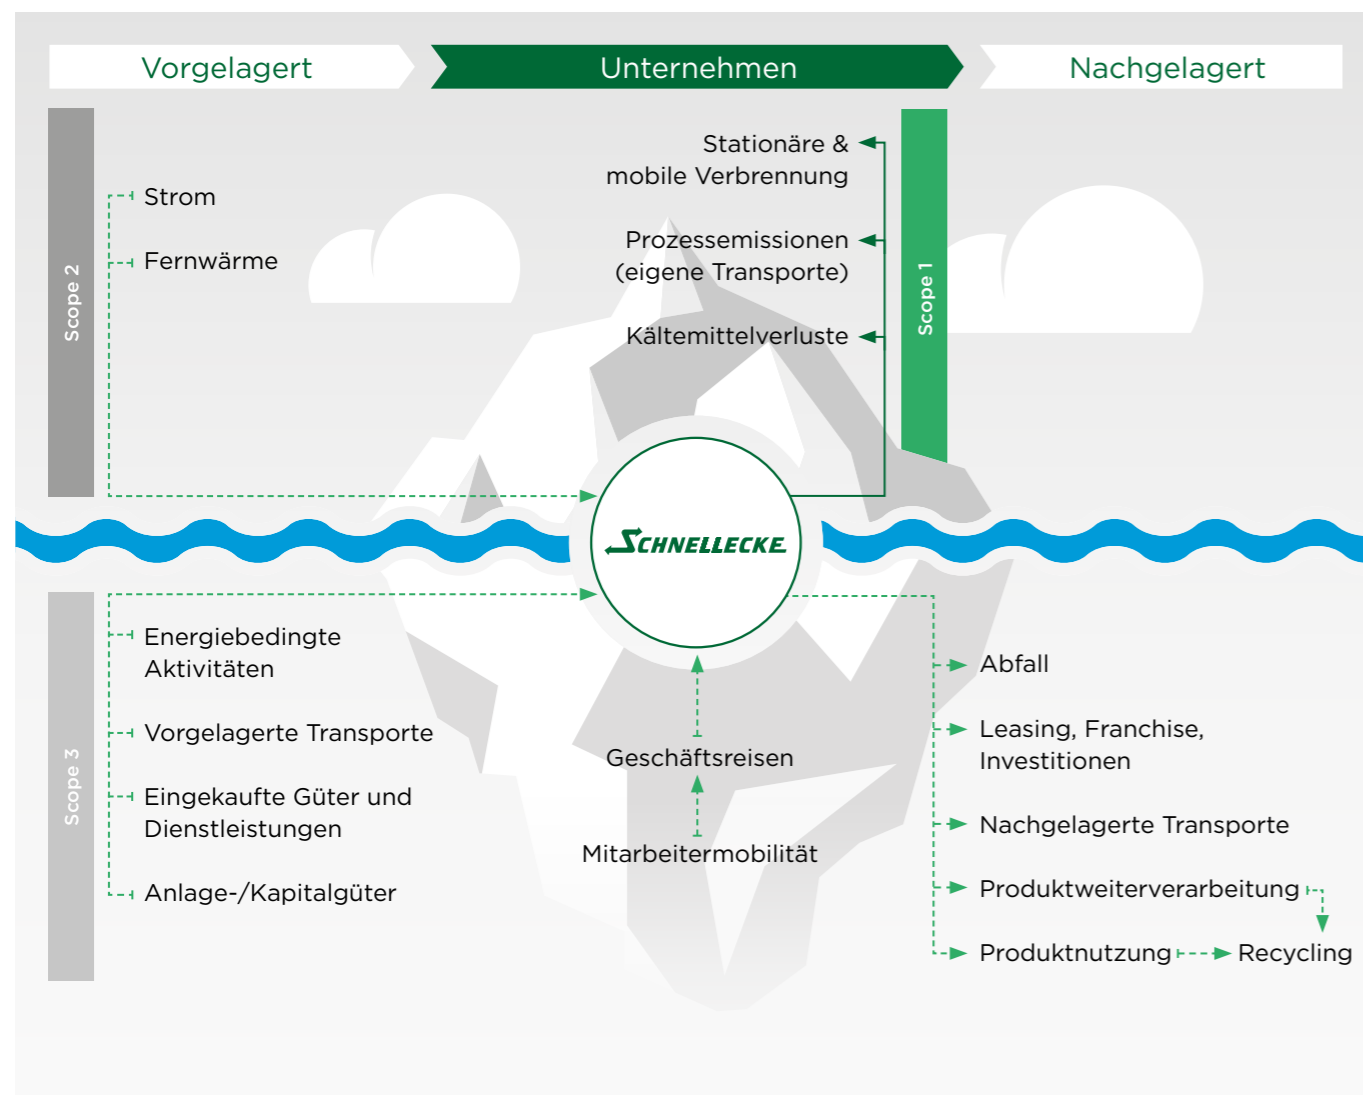 Vorgelagert
Unternehmen
Nachgelagert
Scope 2
Strom
Fernwärme
Stationäre &
mobile Verbrennung
Prozessemissionen
(eigene Transporte)
Kältemittelverluste
Scope 1
SCHNELLECKE
Scope 3
Energiebedingte
Aktivitäten
Vorgelagerte Transporte
Eingekaufte Güter und
Dienstleistungen
Anlage-/Kapitalgüter
Geschäftsreisen
Mitarbeitermobilität
Abfall
Leasing, Franchise,
Investitionen
Nachgelagerte Transporte
Produktweiterverarbeitung
Produktnutzung
Recycling